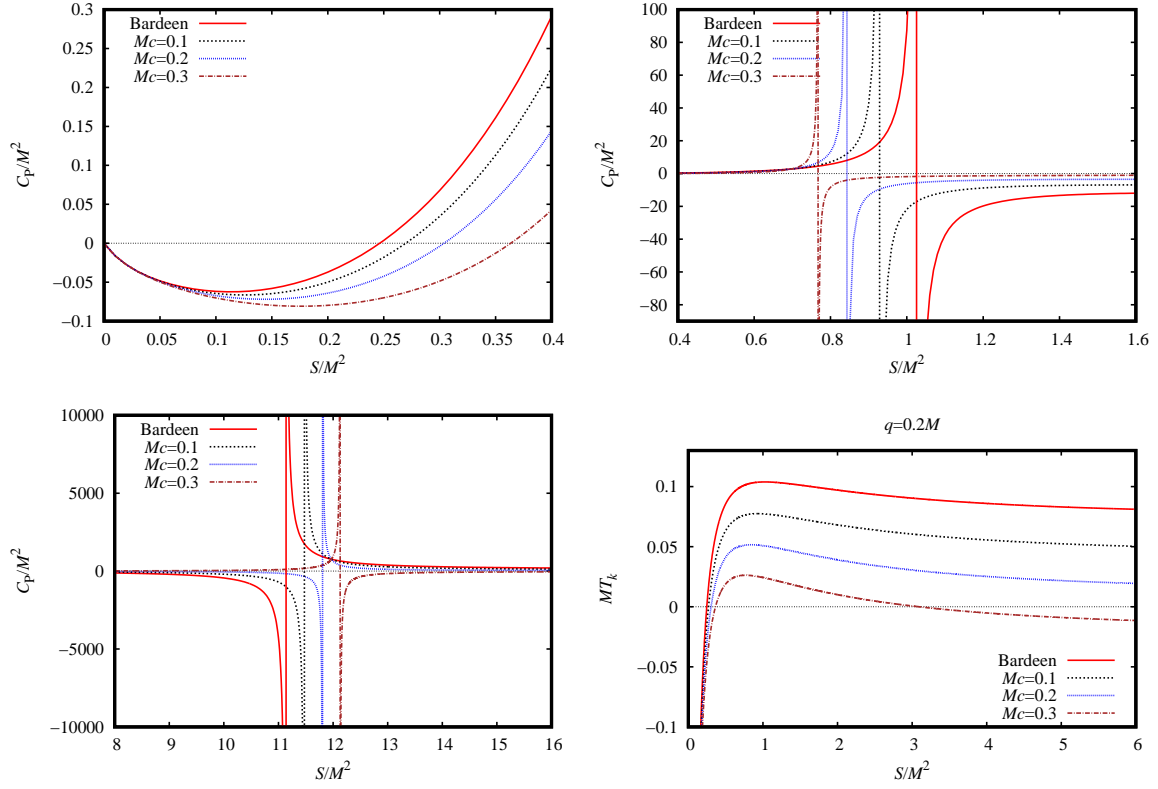 0.3
0.25
0.2
0.15
0.1
0.05
0
−0.05
−0.1
C_P/M^2
Bardeen
Mc=0.1
Mc=0.2
Mc=0.3
0 0.05 0.1 0.15 0.2 0.25 0.3 0.35 0.4
S/M^2
100
80
60
40
20
0
−20
−40
−60
−80
C_P/M^2
Bardeen
Mc=0.1
Mc=0.2
Mc=0.3
0.4 0.6 0.8 1 1.2 1.4 1.6
S/M^2
10000
5000
0
−5000
−10000
C_P/M^2
Bardeen
Mc=0.1
Mc=0.2
Mc=0.3
8 9 10 11 12 13 14 15 16
S/M^2
q=0.2M
0.1
0.05
0
−0.05
−0.1
MT_k
Bardeen
Mc=0.1
Mc=0.2
Mc=0.3
0 1 2 3 4 5 6
S/M^2